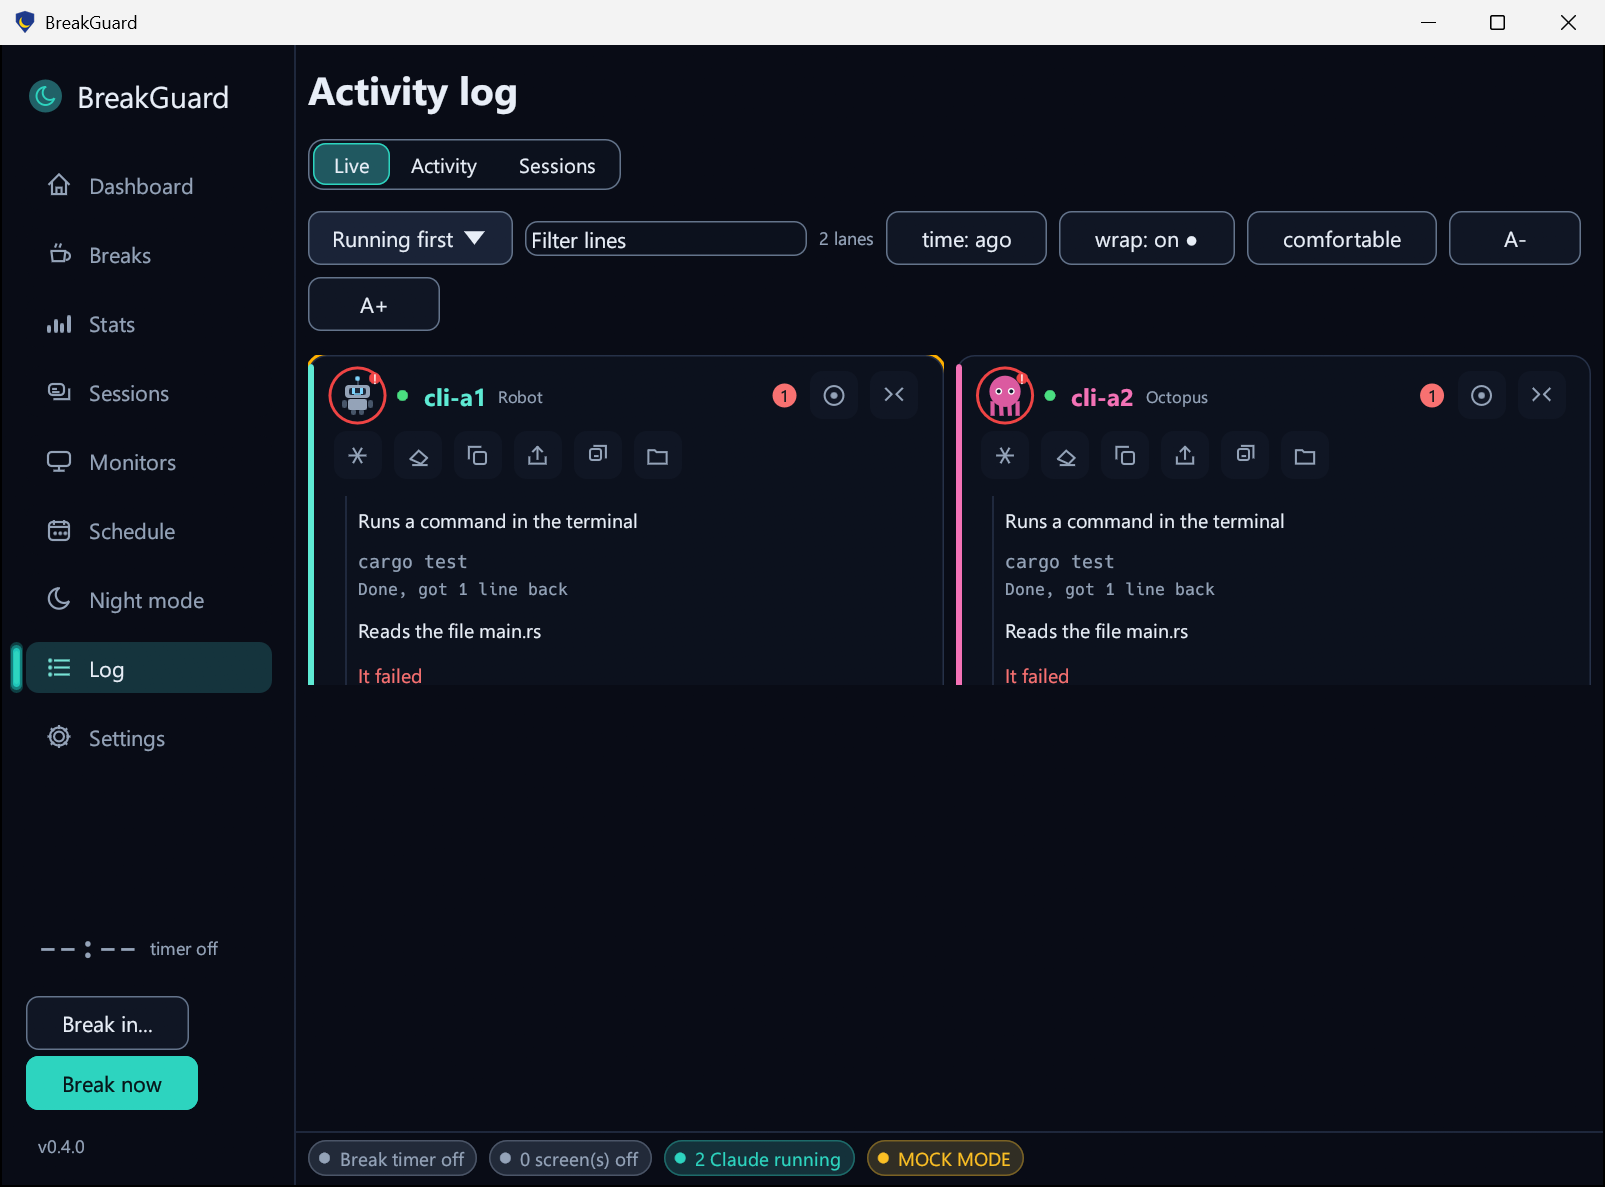 BreakGuard
BreakGuard
Dashboard
Breaks
Stats
Sessions
Monitors
Schedule
Night mode
Log
Settings
--:-- timer off
Break in...
Break now
v0.4.0
Activity log
Live Activity Sessions
Running first Filter lines 2 lanes time: ago wrap: on ● comfortable A-
A+
cli-a1 Robot 1
Runs a command in the terminal
cargo test
Done, got 1 line back
Reads the file main.rs
It failed
cli-a2 Octopus 1
Runs a command in the terminal
cargo test
Done, got 1 line back
Reads the file main.rs
It failed
Break timer off 0 screen(s) off 2 Claude running MOCK MODE